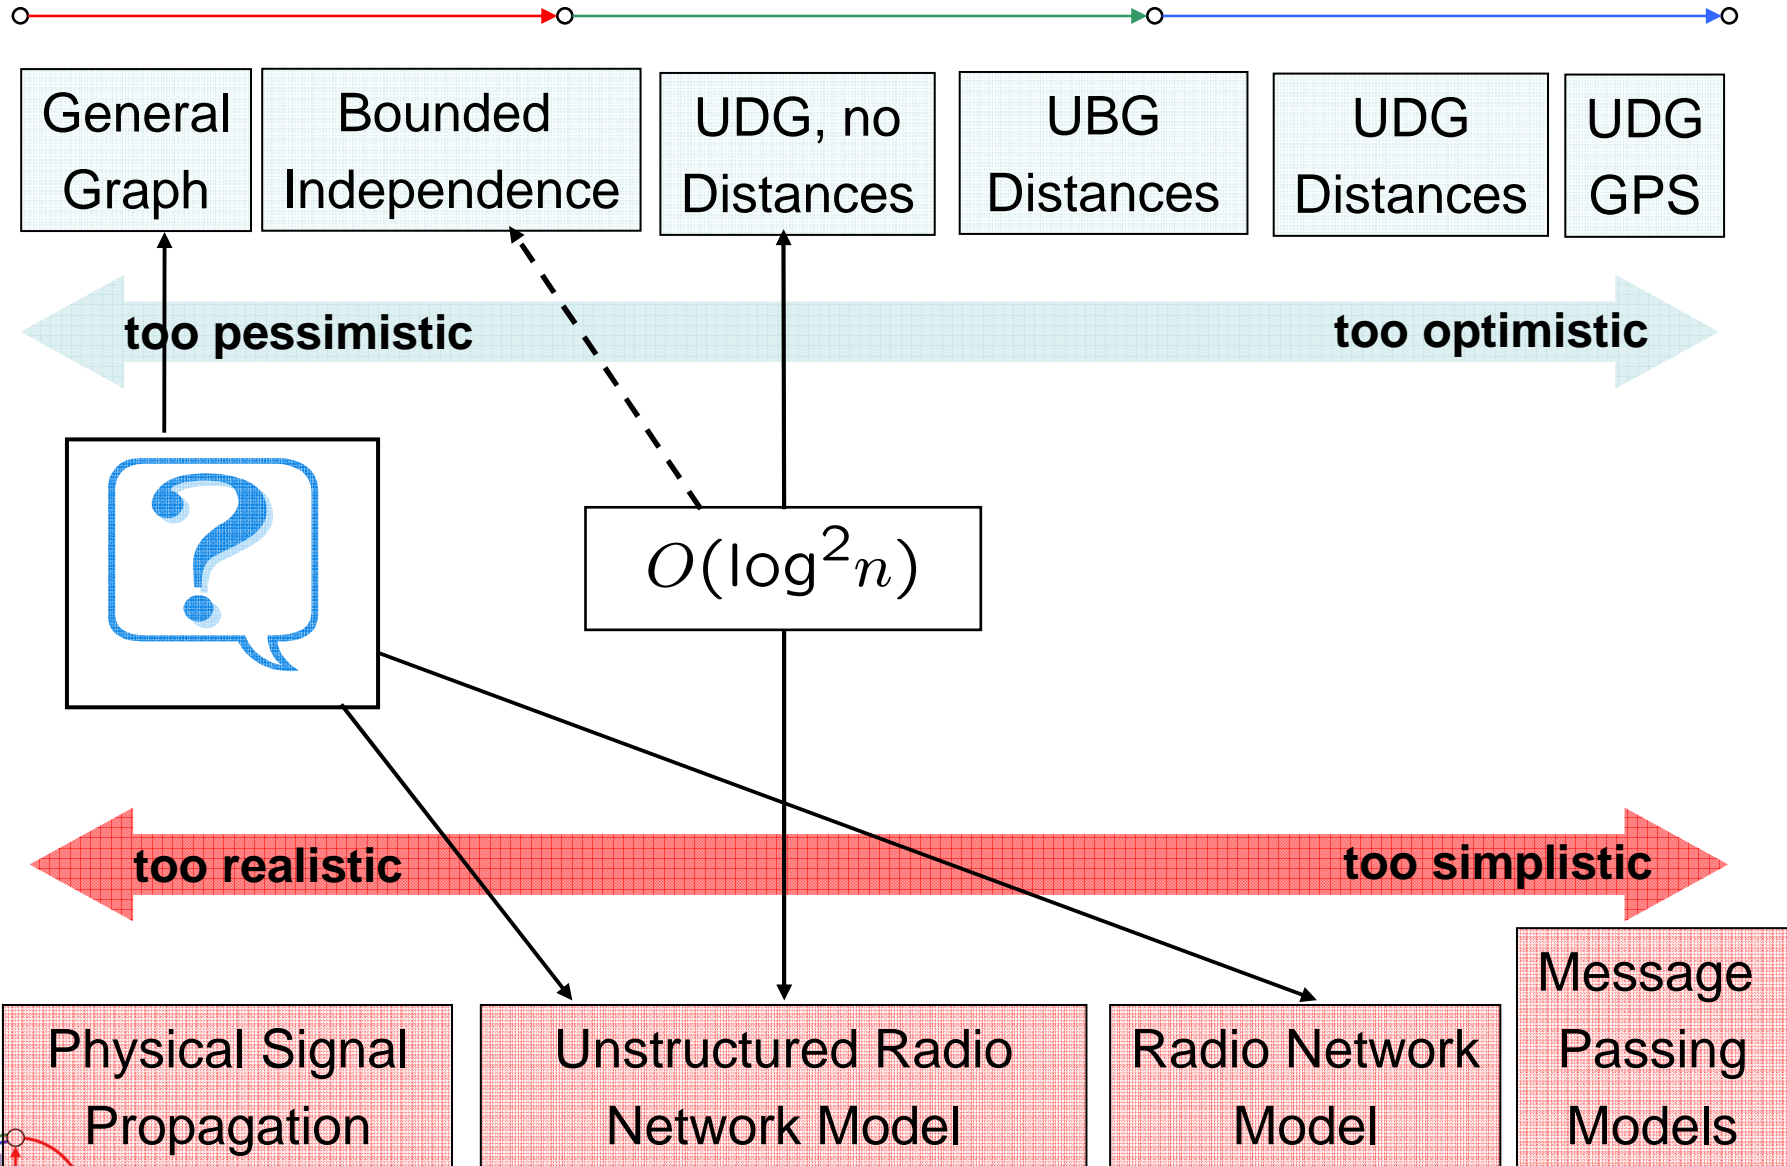 General
Graph
Bounded
Independence
UDG, no
Distances
UBG
Distances
UDG
Distances
UDG
GPS
too pessimistic
too optimistic
?
O(log²n)
too realistic
too simplistic
Physical Signal
Propagation
Unstructured Radio
Network Model
Radio Network
Model
Message
Passing
Models